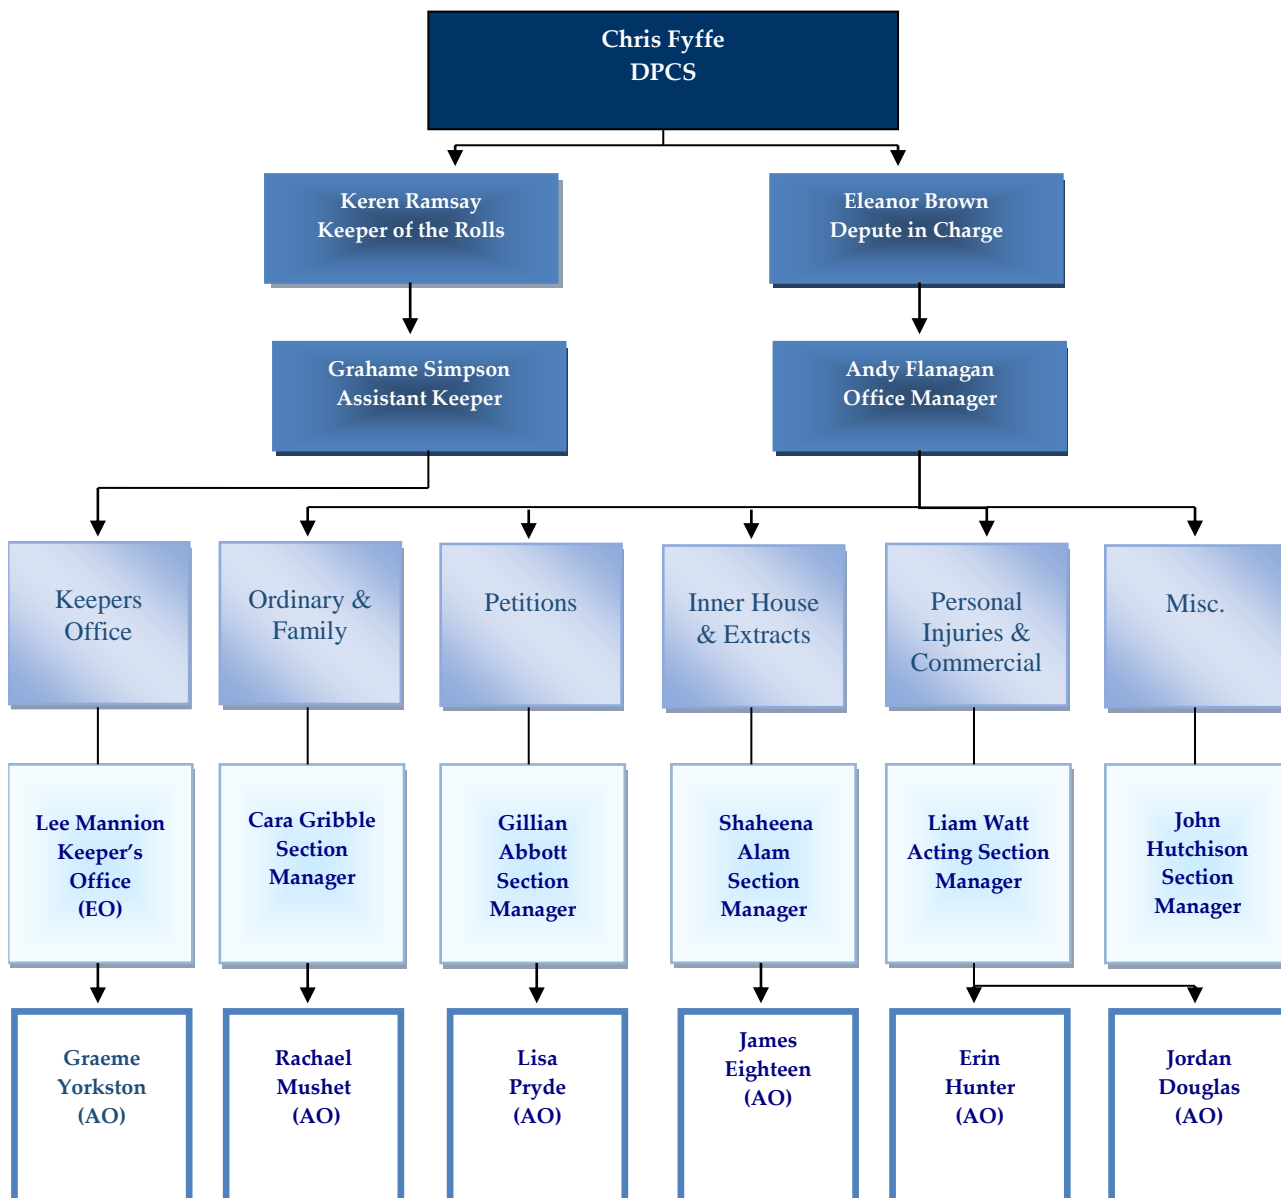 Chris Fyffe
DPCS
Keren Ramsay
Keeper of the Rolls
Eleanor Brown
Depute in Charge
Grahame Simpson
Assistant Keeper
Andy Flanagan
Office Manager
Keepers
Office
Ordinary &
Family
Petitions
Inner House
& Extracts
Personal
Injuries &
Commercial
Misc.
Lee Mannion
Keeper’s
Office
(EO)
Cara Gribble
Section
Manager
Gillian
Abbott
Section
Manager
Shaheena
Alam
Section
Manager
Liam Watt
Acting Section
Manager
John
Hutchison
Section
Manager
Graeme
Yorkston
(AO)
Rachael
Mushet
(AO)
Lisa
Pryde
(AO)
James
Eighteen
(AO)
Erin
Hunter
(AO)
Jordan
Douglas
(AO)